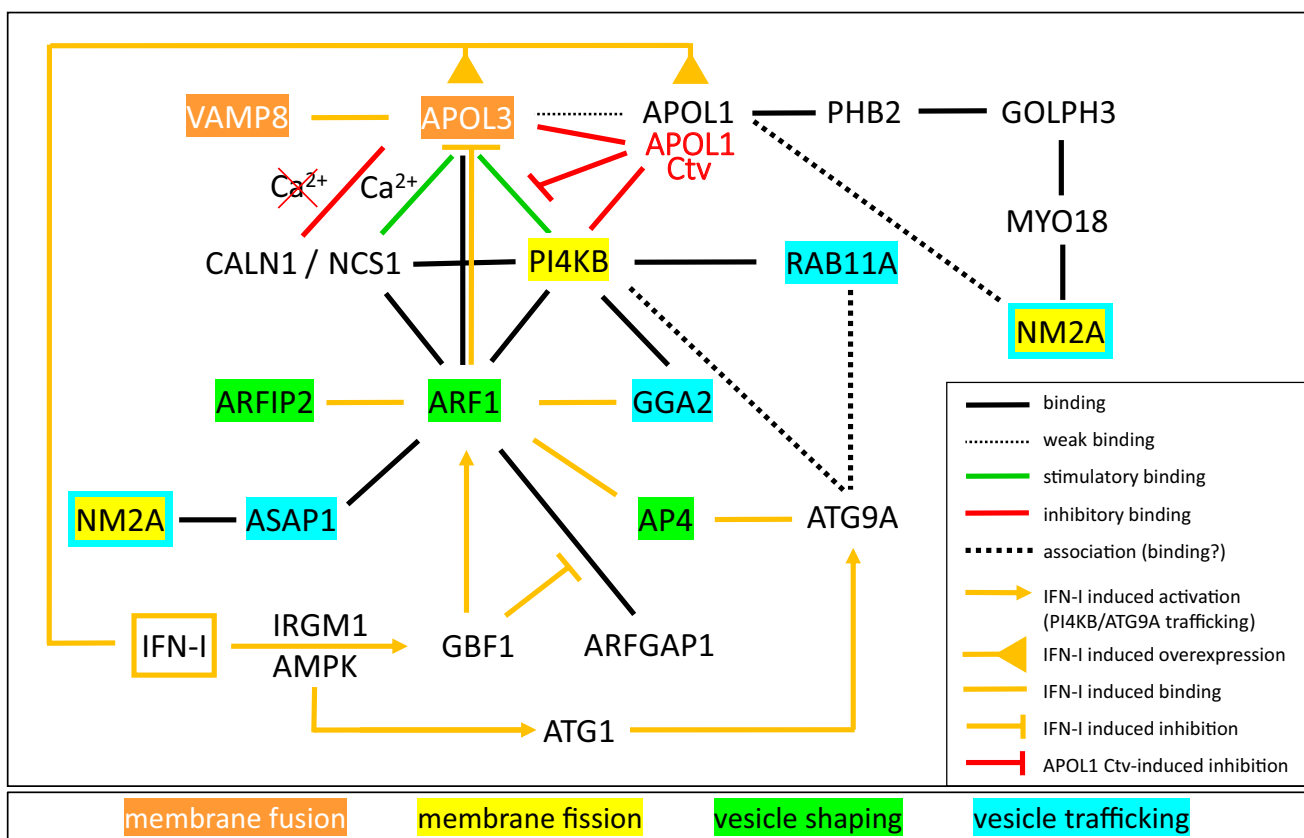 VAMP8
APOL3
APOL1
PHB2
GOLPH3
APOL1
Ctv
Ca2+
Ca2+
MYO18
CALN1 / NCS1
PI4KB
RAB11A
NM2A
ARFIP2
ARF1
GGA2
NM2A
ASAP1
AP4
ATG9A
IFN-I
IRGM1
AMPK
GBF1
ARFGAP1
ATG1
binding
weak binding
stimulatory binding
inhibitory binding
association (binding?)
IFN-I induced activation
(PI4KB/ATG9A trafficking)
IFN-I induced overexpression
IFN-I induced binding
IFN-I induced inhibition
APOL1 Ctv-induced inhibition
membrane fusion
membrane fission
vesicle shaping
vesicle trafficking